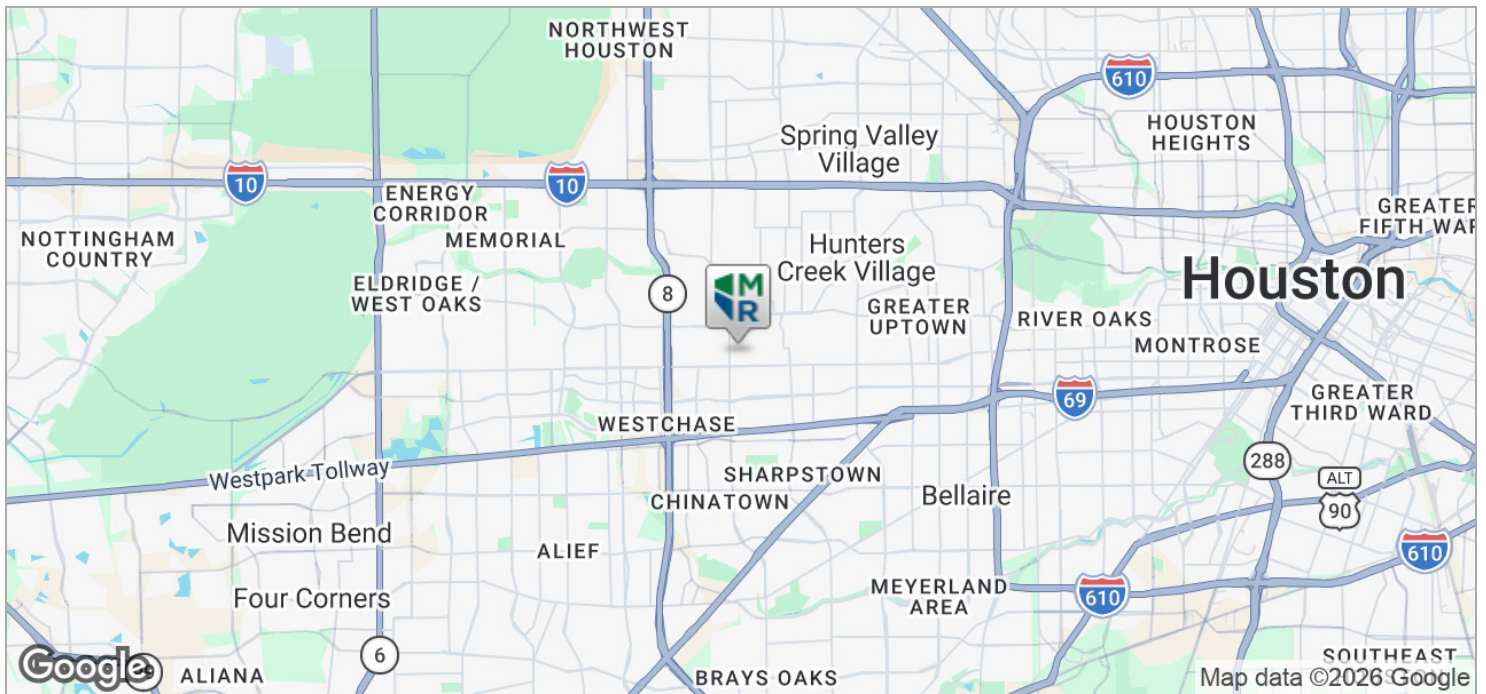 NORTHWEST
HOUSTON
610
Spring Valley
Village
HOUSTON
HEIGHTS
10
10
ENERGY
CORRIDOR
GREATER
FIFTH WAR
NOTTINGHAM
COUNTRY
MEMORIAL
Hunters
Creek Village
Houston
ELDRIDGE /
WEST OAKS
8
M
R
GREATER
UPTOWN
RIVER OAKS
MONTROSE
69
GREATER
THIRD WARD
WESTCHASE
Westpark Tollway
SHARPSTOWN
288
ALT
90
CHINATOWN
Bellaire
Mission Bend
ALIEF
610
MEYERLAND
AREA
610
Four Corners
6
Google
ALIANA
BRAYS OAKS
SOUTHEAST
Map data ©2026 Google